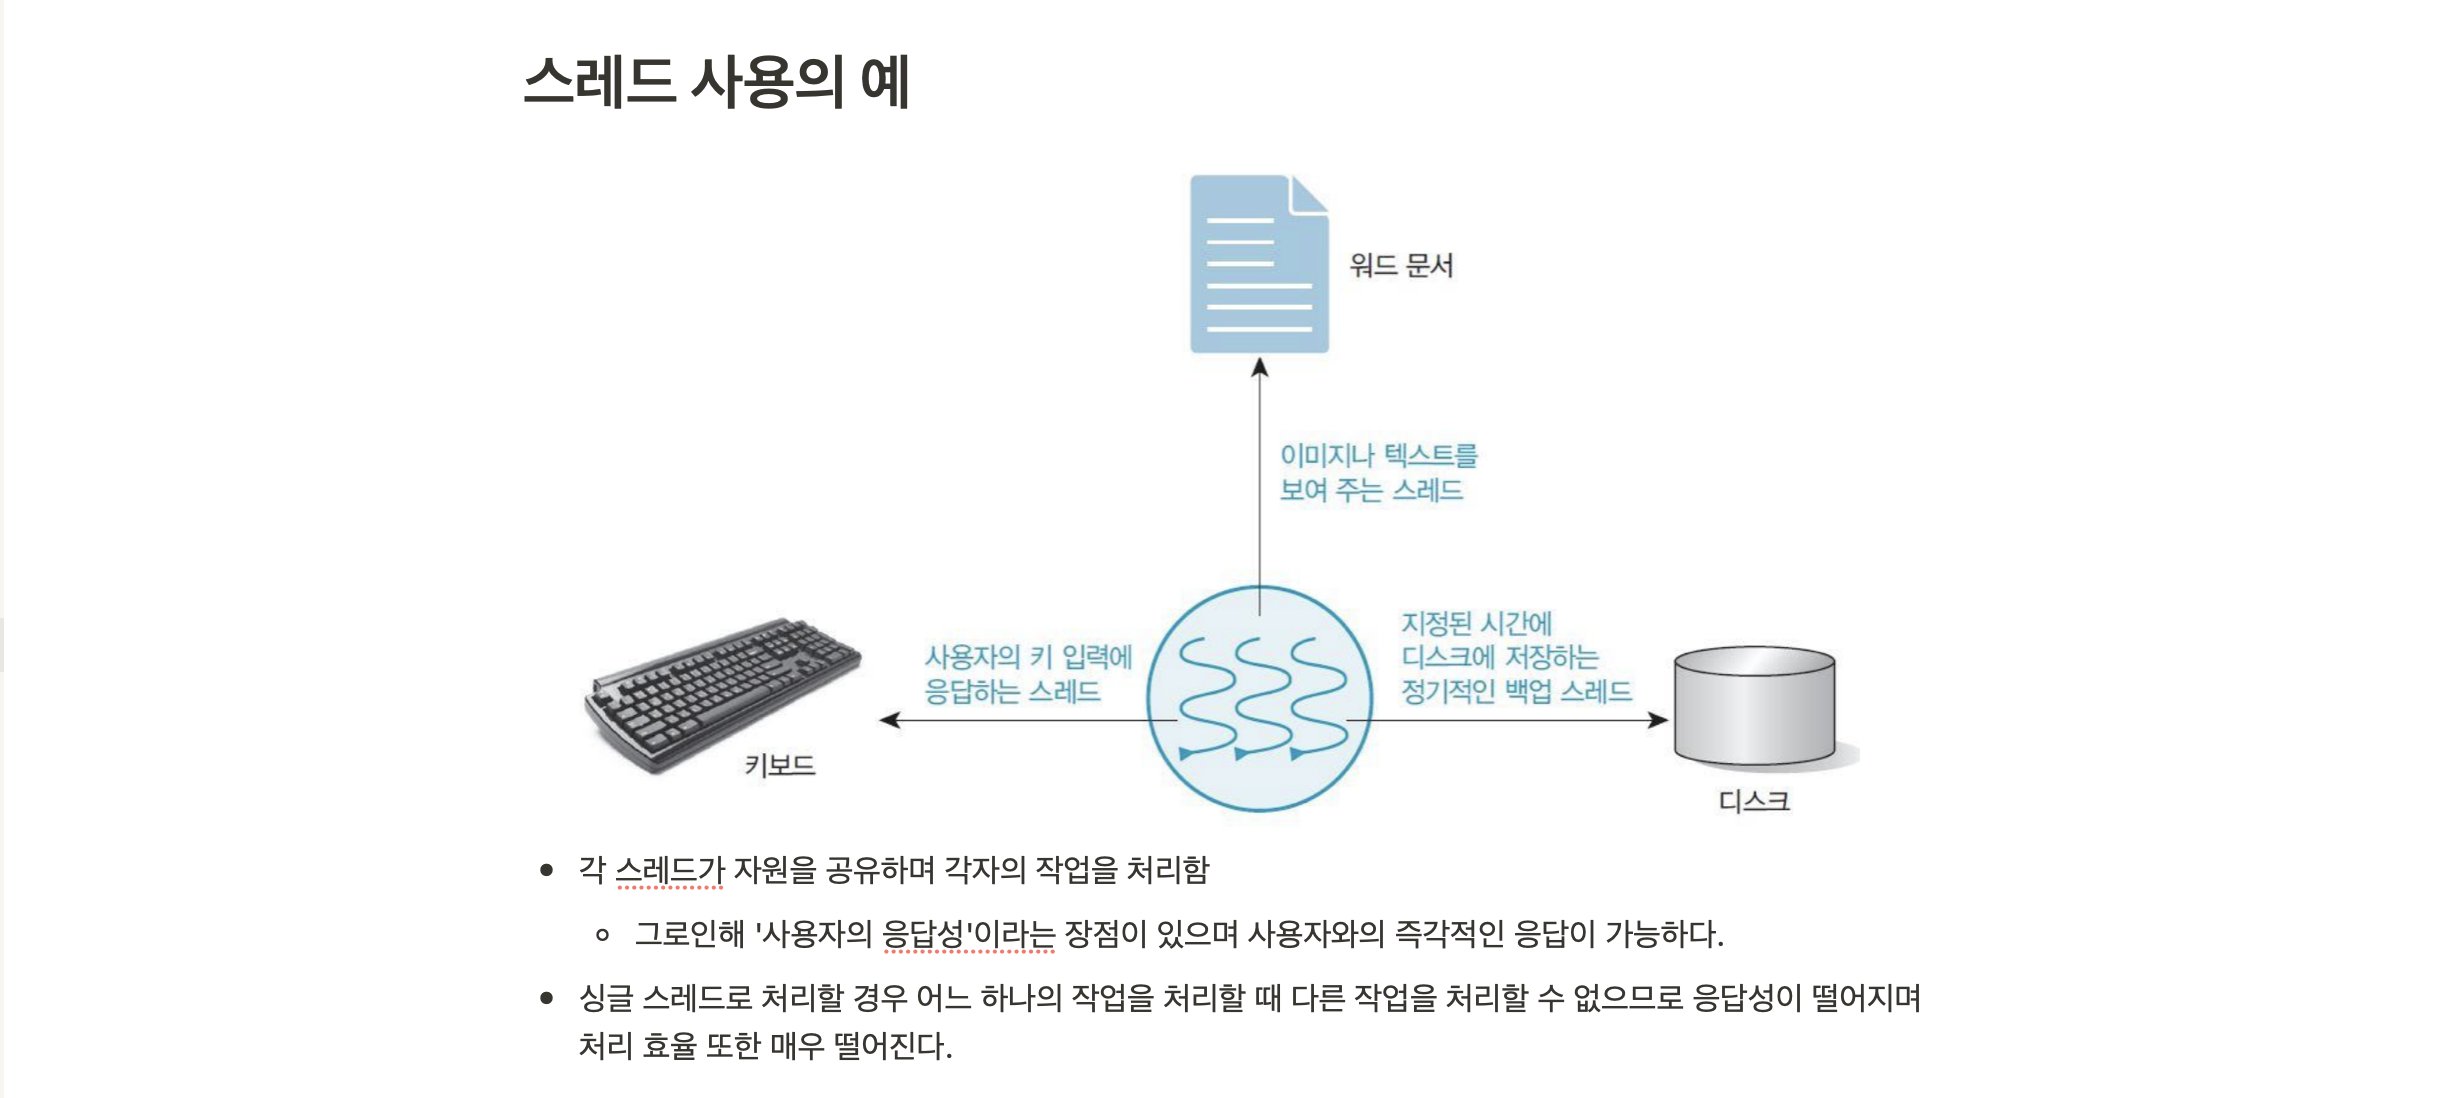 스레드 사용의 예
워드 문서
이미지나 텍스트를
보여 주는 스레드
사용자의 키 입력에
응답하는 스레드
지정된 시간에
디스크에 저장하는
정기적인 백업 스레드
키보드
디스크
각 스레드가 자원을 공유하며 각자의 작업을 처리함
그로인해 '사용자의 응답성'이라는 장점이 있으며 사용자와의 즉각적인 응답이 가능하다.
싱글 스레드로 처리할 경우 어느 하나의 작업을 처리할 때 다른 작업을 처리할 수 없으므로 응답성이 떨어지며
처리 효율 또한 매우 떨어진다.